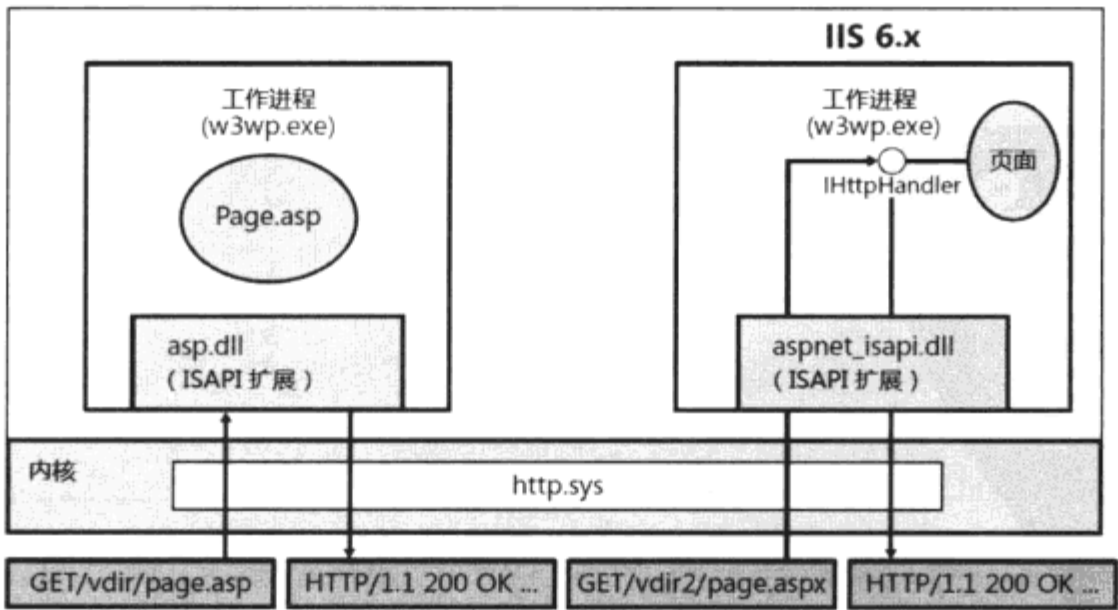 IIS 6.x
工作进程
(w3wp.exe)
Page.asp
asp.dll
（ISAPI 扩展）
工作进程
(w3wp.exe)
IHttpHandler
页面
aspnet_isapi.dll
（ISAPI 扩展）
内核
http.sys
GET/vdir/page.asp
HTTP/1.1 200 OK ...
GET/vdir2/page.aspx
HTTP/1.1 200 OK ...